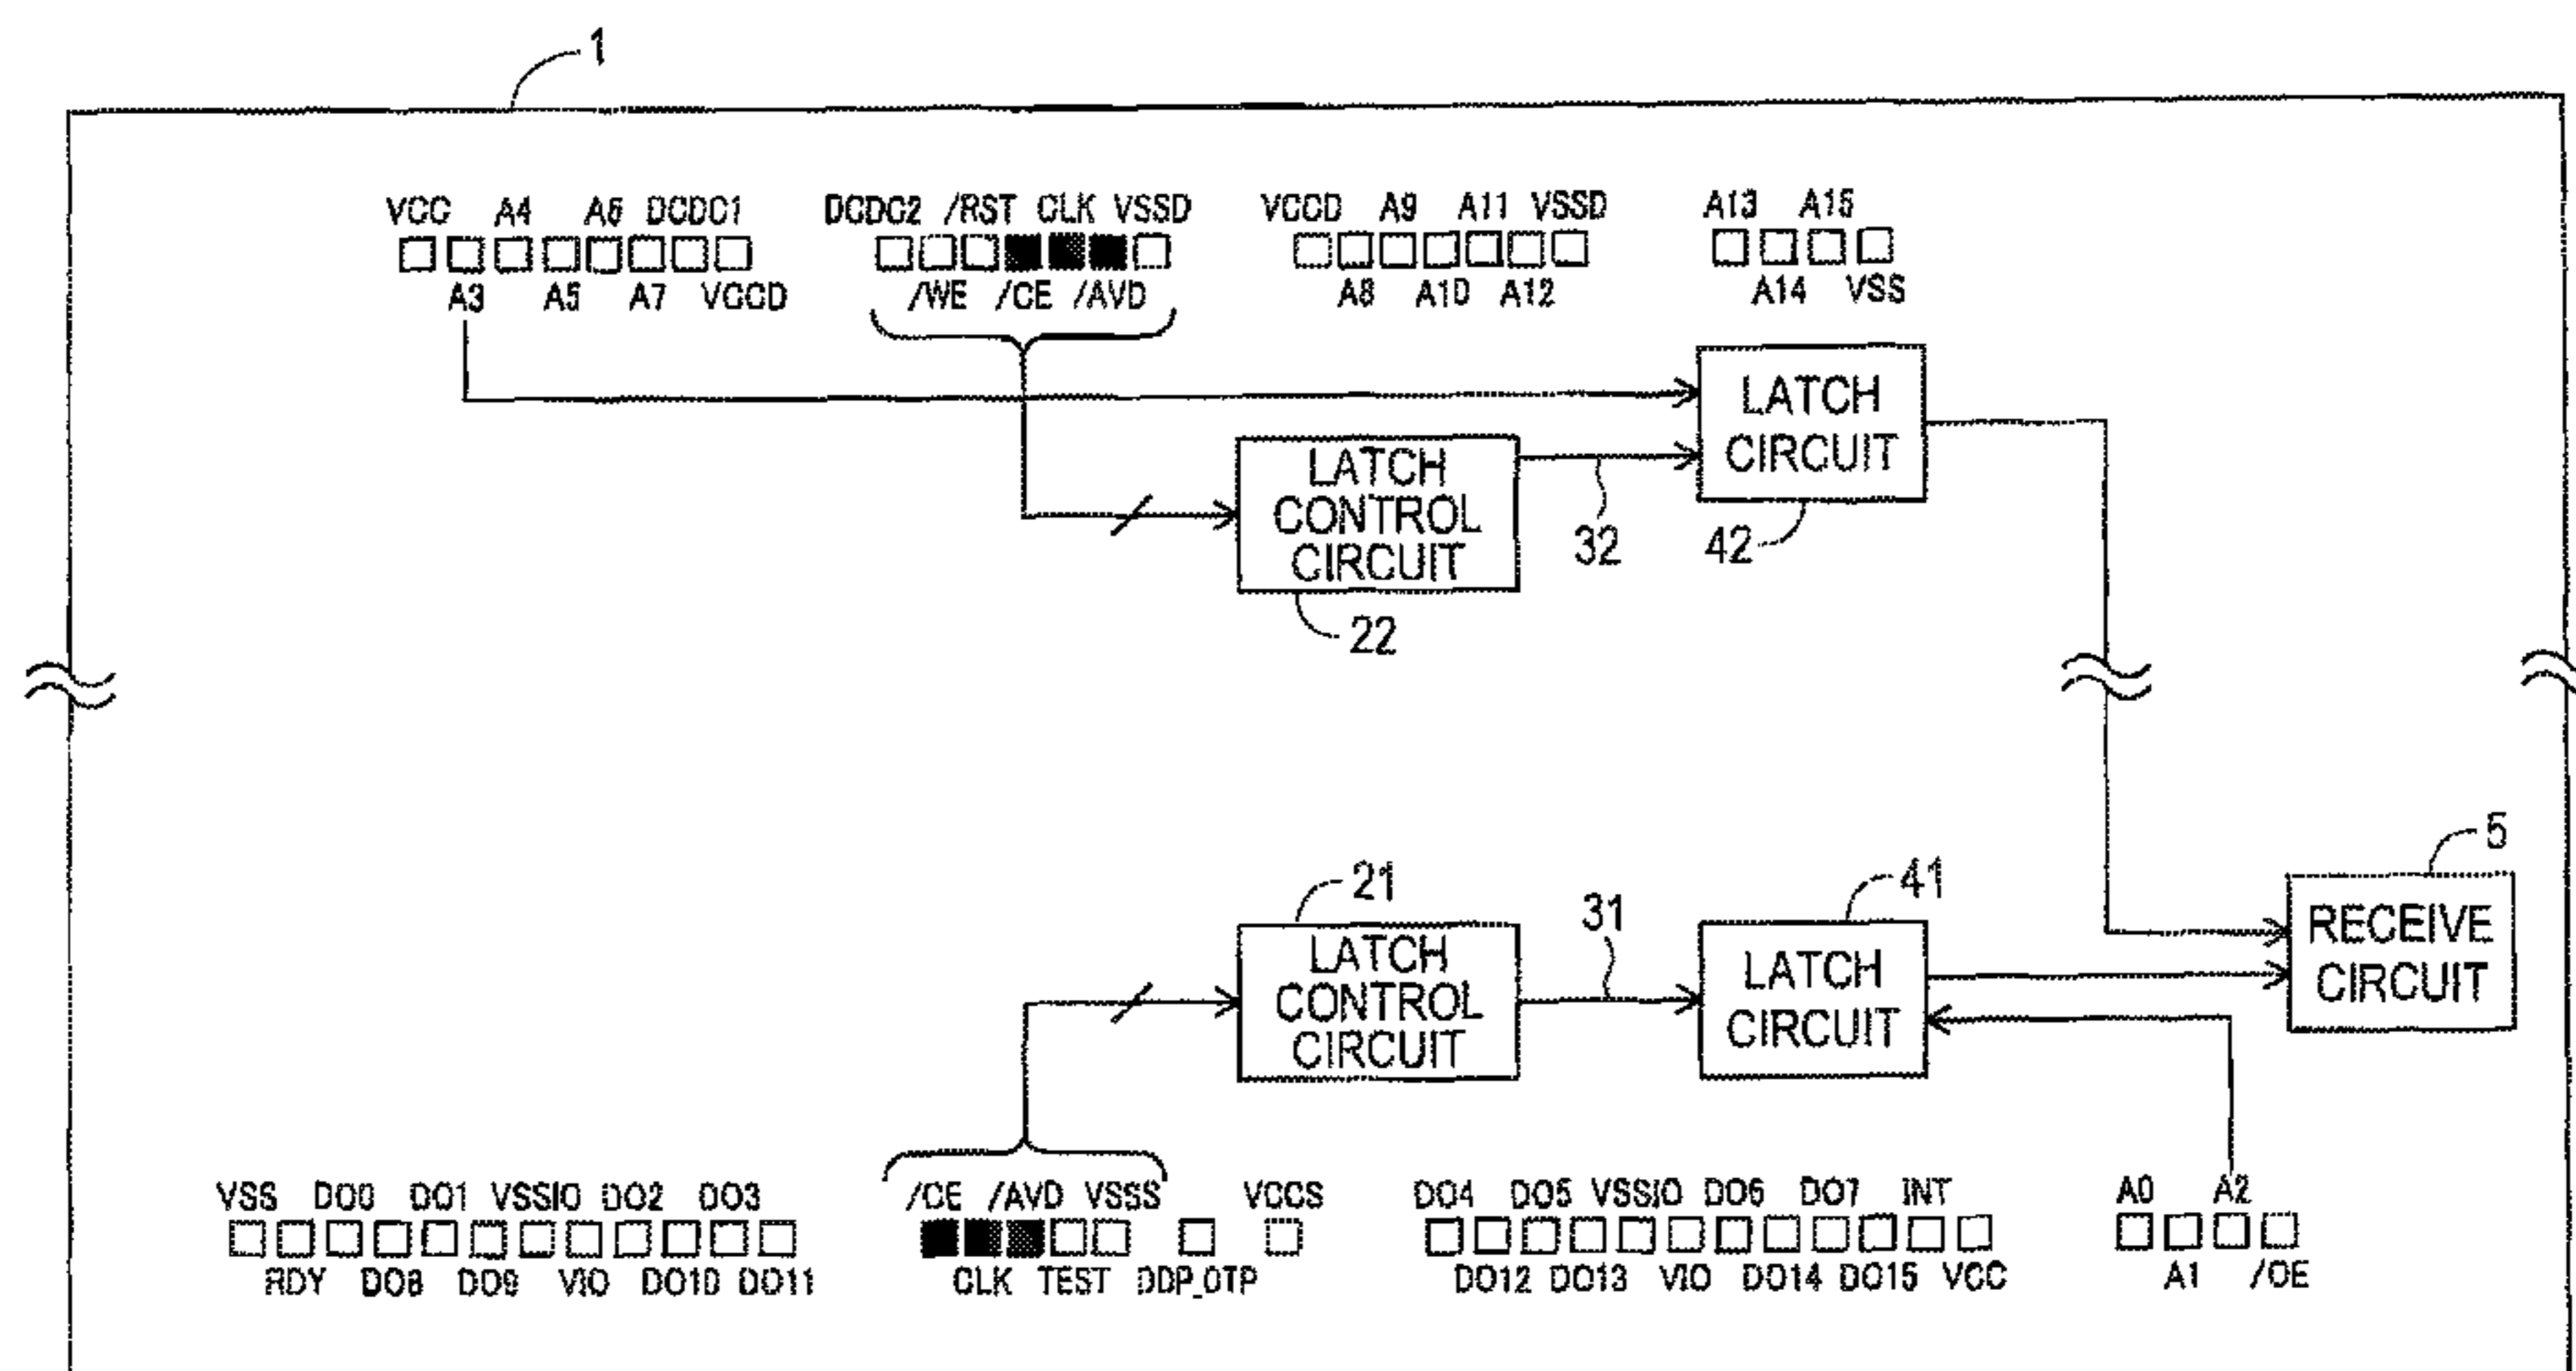 1
VCC A4 A6 DCDC1 DCDC2 /RST CLK VSSD VCCD A9 A11 VSSD A13 A15
A3 A5 A7 VCCD /WE /CE /AVD A8 A10 A12 A14 VSS
LATCH
CIRCUIT
42
LATCH
CONTROL
CIRCUIT
22
32
21
LATCH
CONTROL
CIRCUIT
31
41
LATCH
CIRCUIT
5
RECEIVE
CIRCUIT
VSS DO0 DO1 VSSIO DO2 DO3 /CE /AVD VSSS VCCS DO4 DO5 VSSIO DO6 DO7 INT A0 A2
RDY DO8 DO9 VIO DO10 DO11 CLK TEST DDP_OTP DO12 DO13 VIO DO14 DO15 VCC A1 /OE